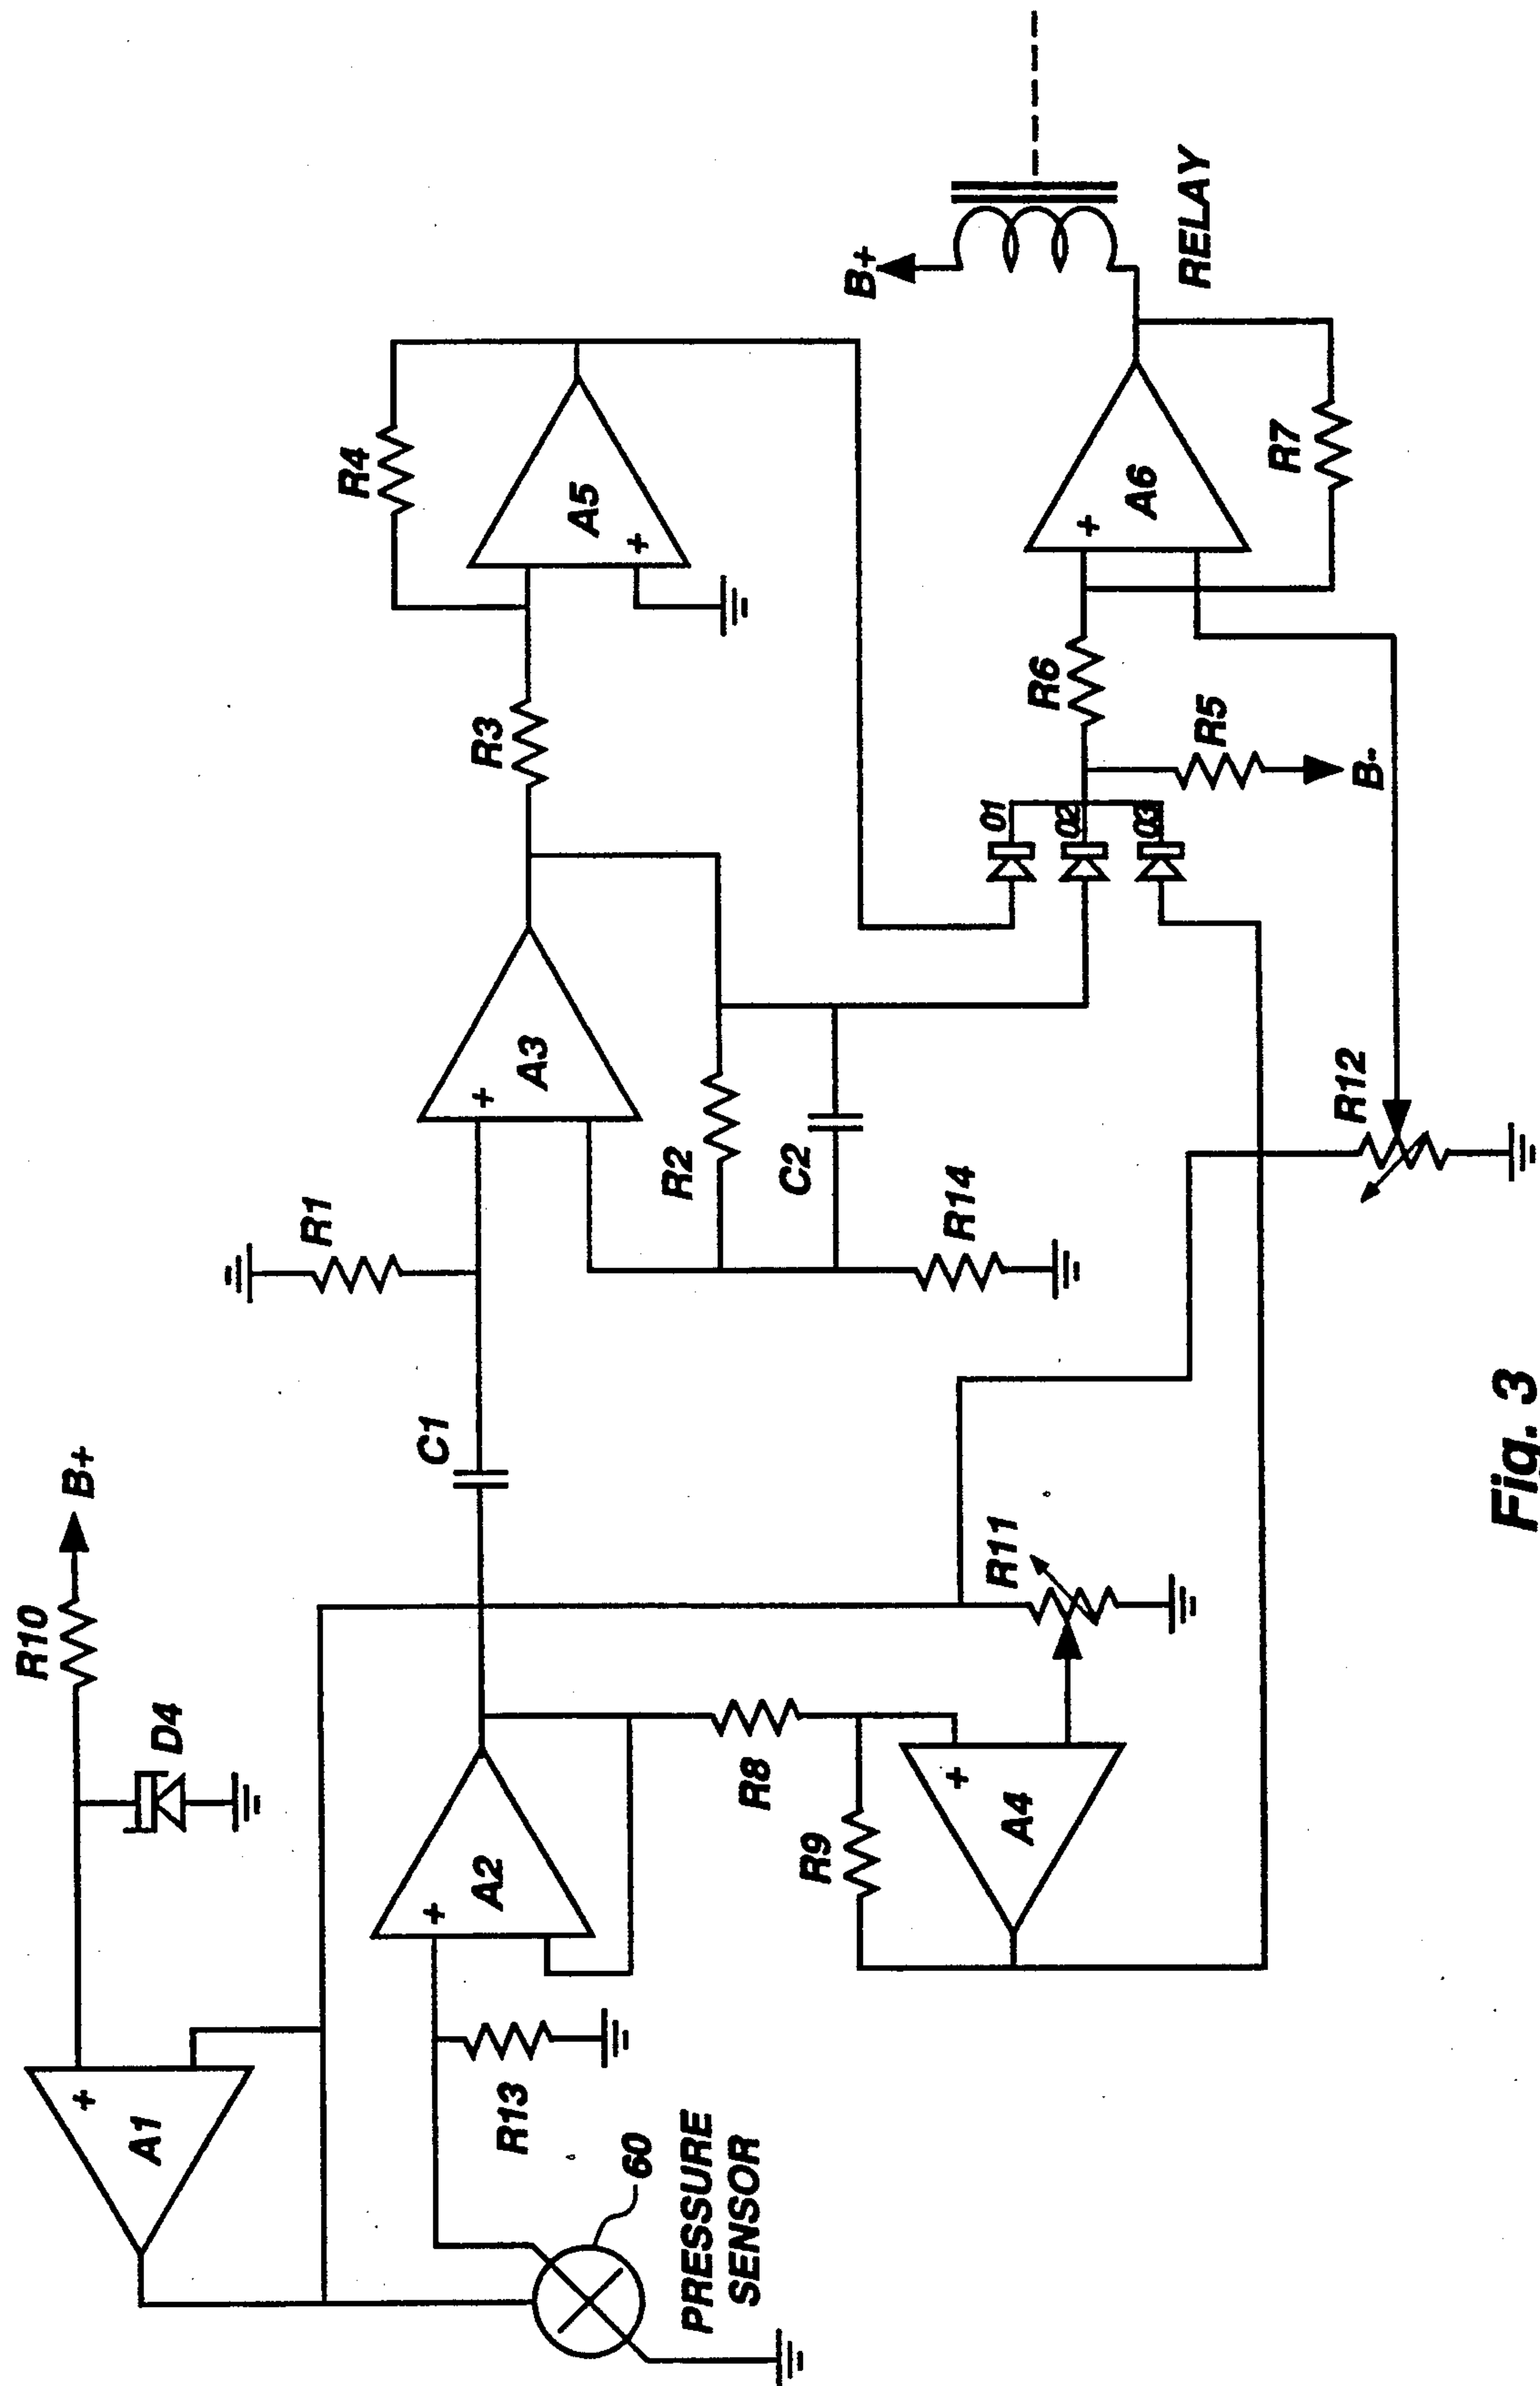 R10
B+
D4
+
A1
R1
C1
+
A2
R13
60
PRESSURE
SENSOR
R8
R9
+
A4
R11
+
A3
R2
C2
R14
R3
R4
A5
+
01
02
03
R6
R5
B-
+
A6
R7
B+
RELAY
R12
Fig. 3